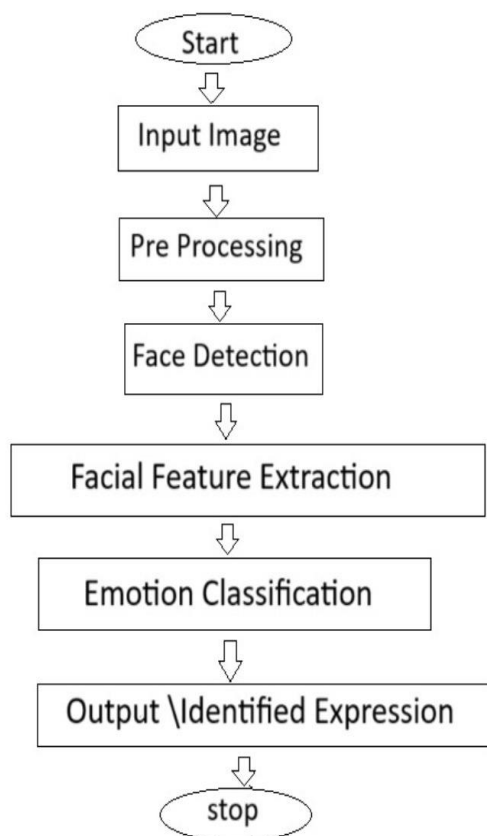 Start
Input Image
Pre Processing
Face Detection
Facial Feature Extraction
Emotion Classification
Output \Identified Expression
stop